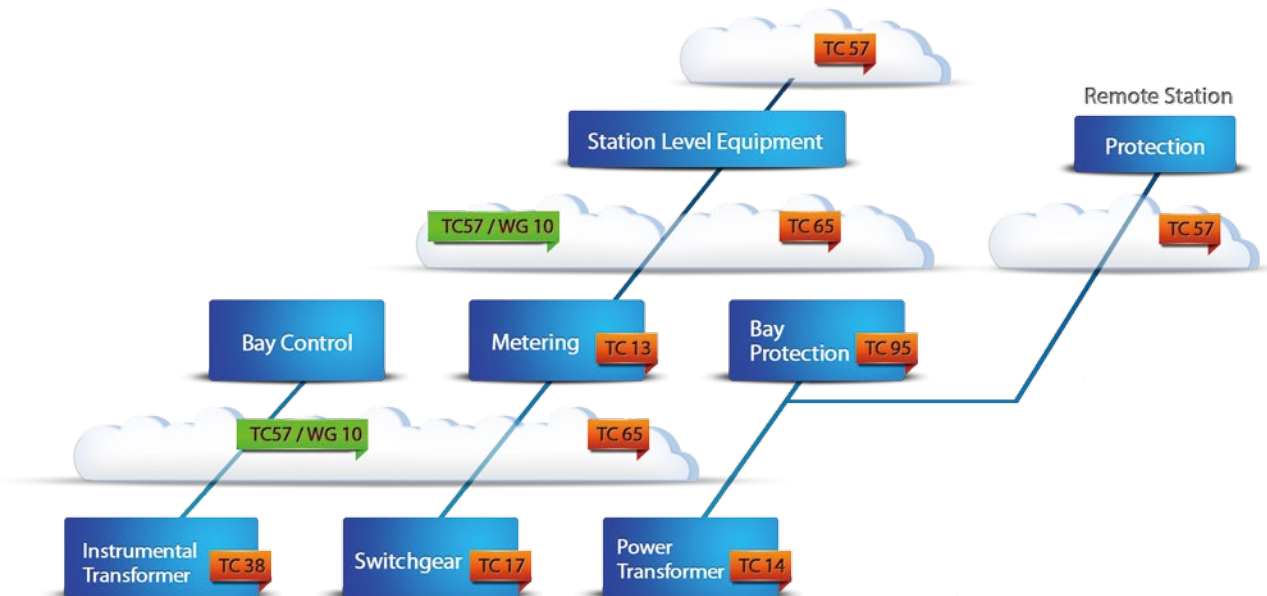 TC 57
Station Level Equipment
Remote Station
Protection
TC57 / WG 10
TC 65
TC 57
Bay Control
Metering
TC 13
Bay
Protection
TC 95
TC57 / WG 10
TC 65
Instrumental
Transformer
TC 38
Switchgear
TC 17
Power
Transformer
TC 14